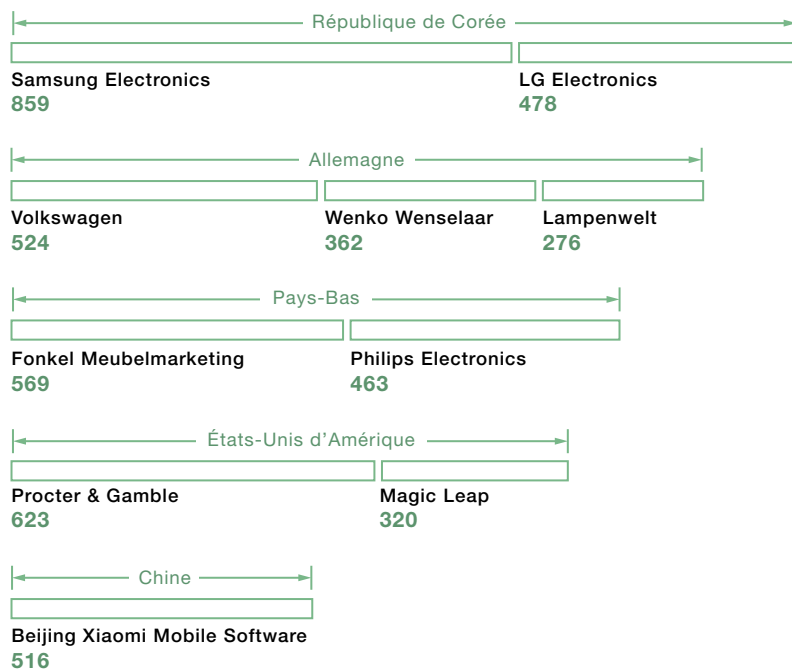 République de Corée
Samsung Electronics LG Electronics
859 478
Allemagne
Volkswagen Wenko Wenselaar Lampenwelt
524 362 276
Pays-Bas
Fonkel Meubelmarketing Philips Electronics
569 463
États-Unis d’Amérique
Procter & Gamble Magic Leap
623 320
Chine
Beijing Xiaomi Mobile Software
516